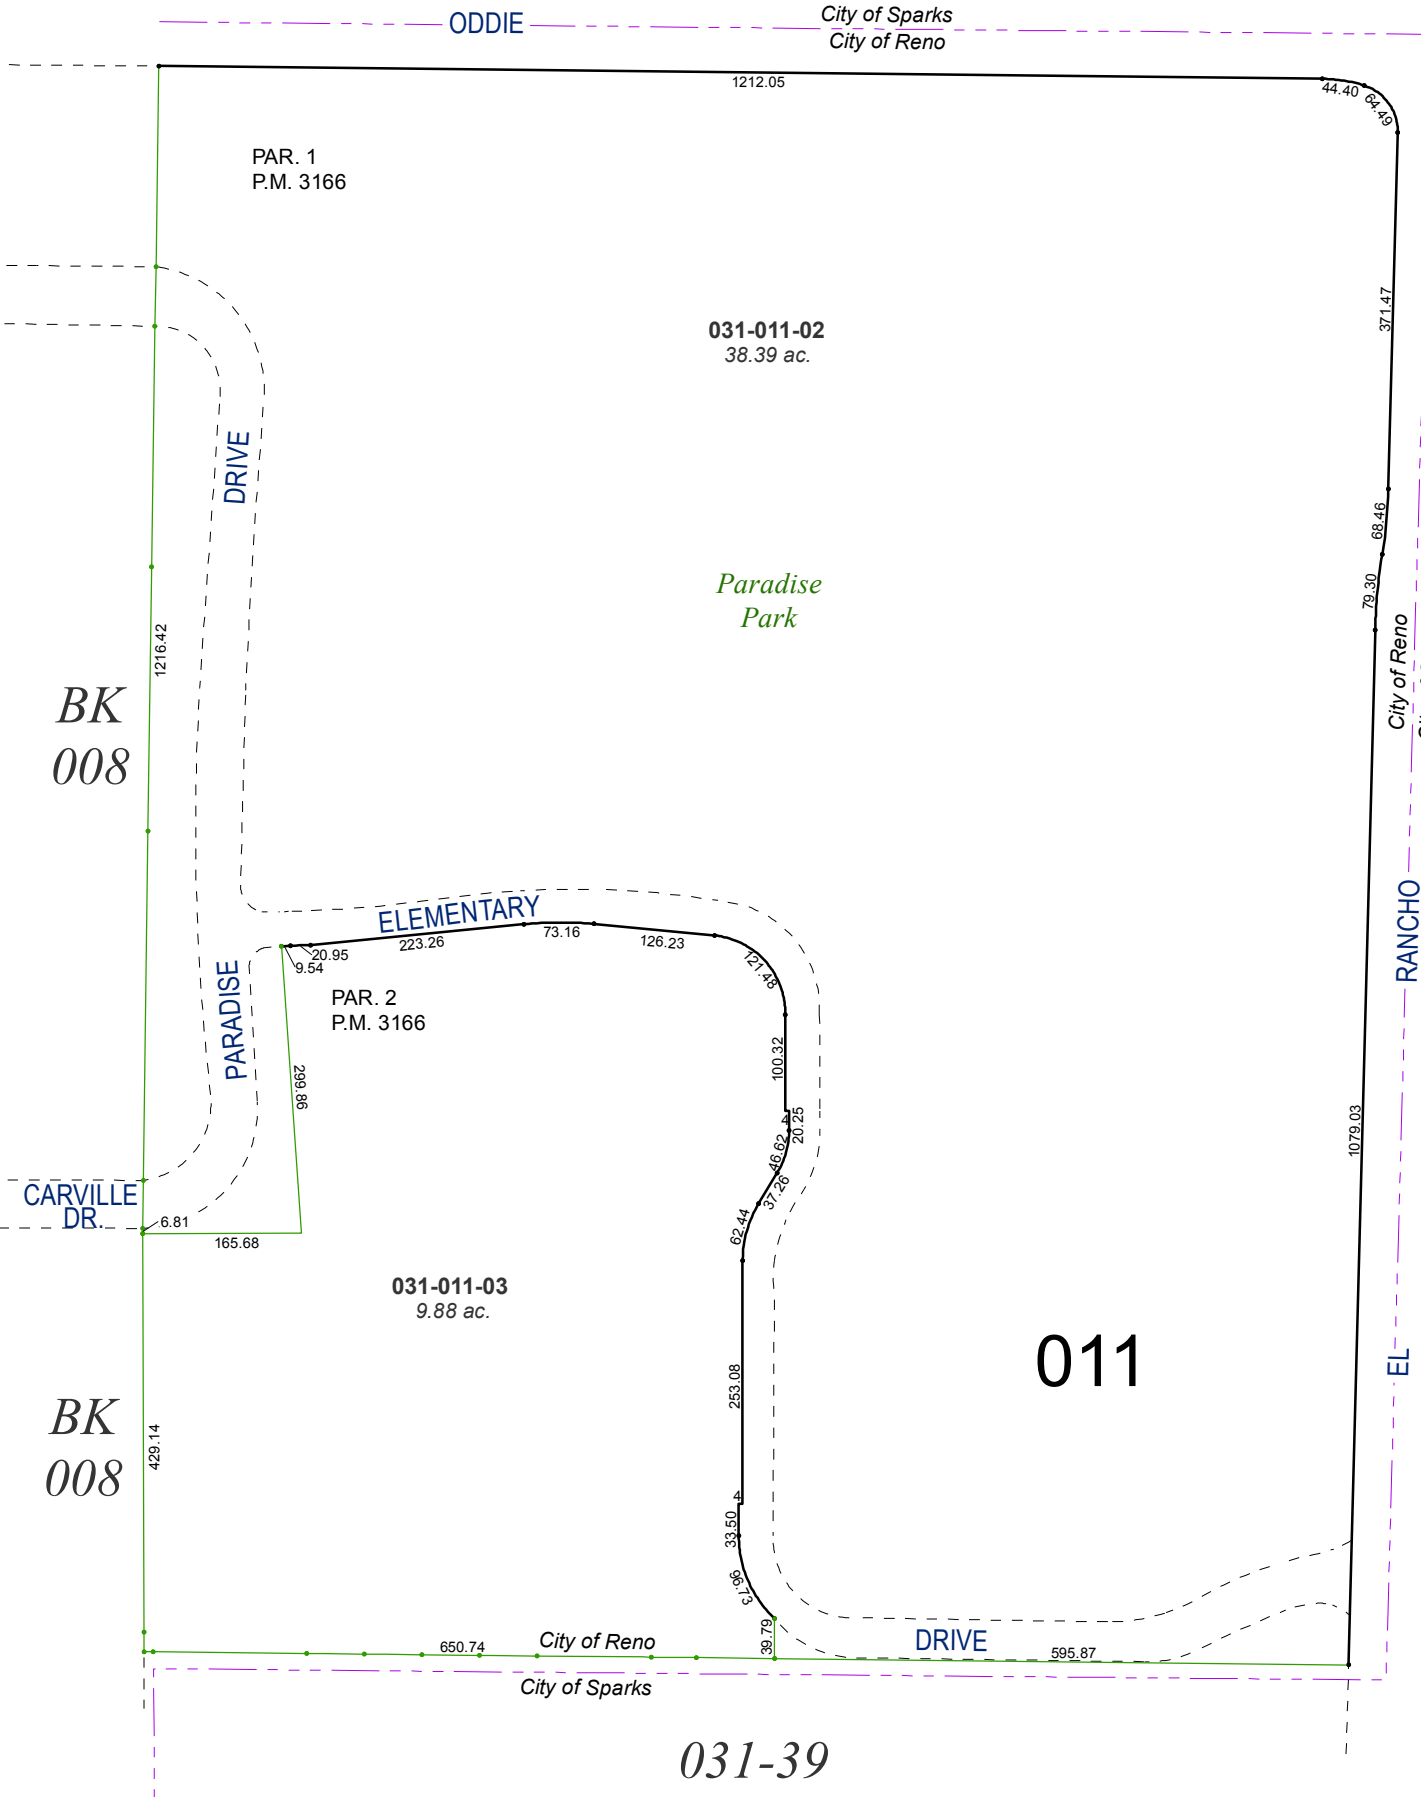 ODDIE
City of Sparks
City of Reno
1212.05
44.40
64.49
PAR. 1
P.M. 3166
031-011-02
38.39 ac.
371.47
DRIVE
68.46
Paradise
Park
79.30
1216.42
City of Reno
BK
008
RANCHO
ELEMENTARY
223.26
73.16
126.23
20.95
9.54
121.48
PARADISE
PAR. 2
P.M. 3166
299.86
100.32
4
20.25
46.62
37.26
62.44
1079.03
CARVILLE
DR.
6.81
165.68
031-011-03
9.88 ac.
011
EL
253.08
BK
008
429.14
4
33.50
96.73
39.79
DRIVE
595.87
650.74
City of Reno
City of Sparks
031-39